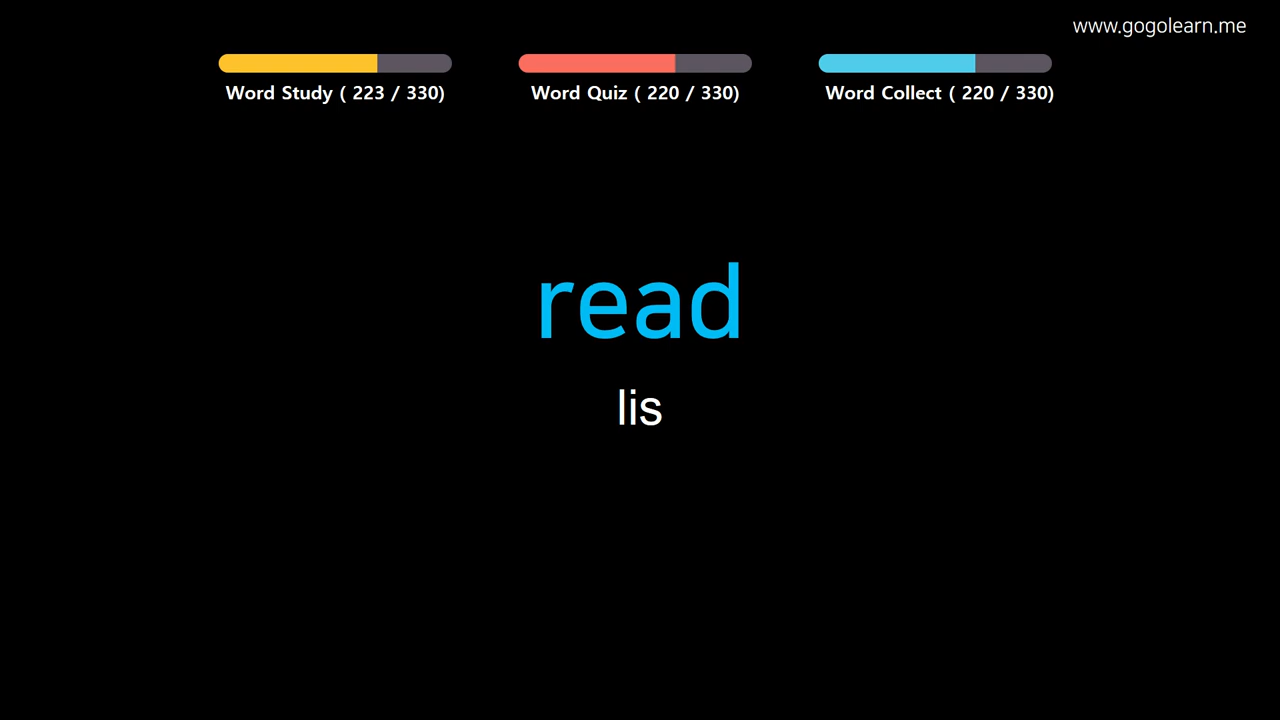 www.gogolearn.me
Word Study ( 223 / 330)
Word Quiz ( 220 / 330)
Word Collect ( 220 / 330)
read
lis